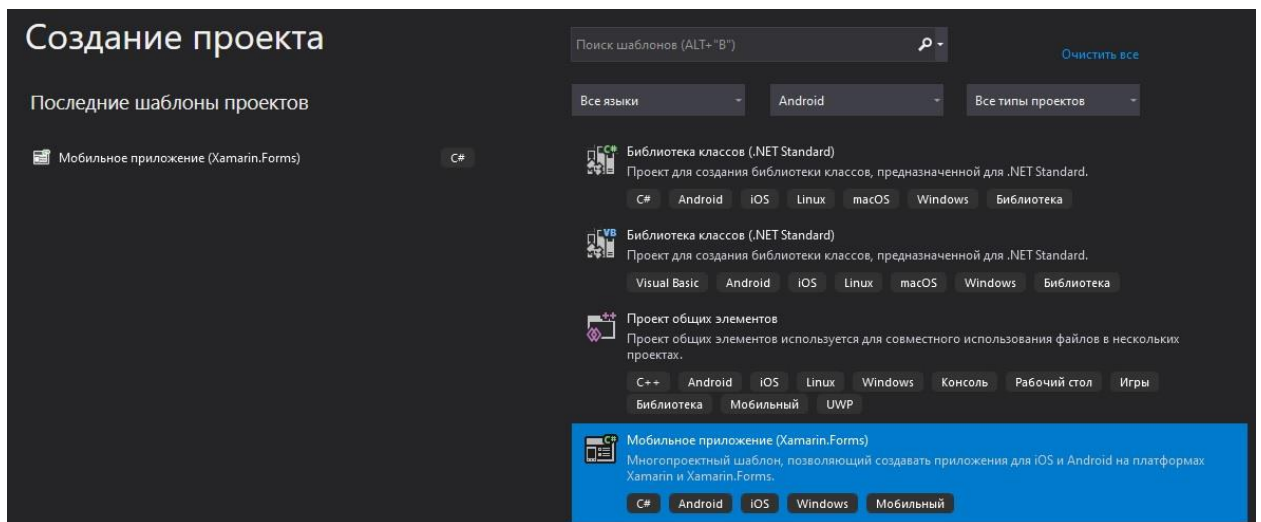 Создание проекта
Поиск шаблонов (ALT+"B")
Очистить все
Последние шаблоны проектов
Все языки
Android
Все типы проектов
Мобильное приложение (Xamarin.Forms)
C#
Библиотека классов (.NET Standard)
Проект для создания библиотеки классов, предназначенной для .NET Standard.
C# Android iOS Linux macOS Windows Библиотека
Библиотека классов (.NET Standard)
Проект для создания библиотеки классов, предназначенной для .NET Standard.
Visual Basic Android iOS Linux macOS Windows Библиотека
Проект общих элементов
Проект общих элементов используется для совместного использования файлов в нескольких
проектах.
C++ Android iOS Linux Windows Консоль Рабочий стол Игры
Библиотека Мобильный UWP
Мобильное приложение (Xamarin.Forms)
Многопроектный шаблон, позволяющий создавать приложения для iOS и Android на платформах
Xamarin и Xamarin.Forms.
C# Android iOS Windows Мобильный